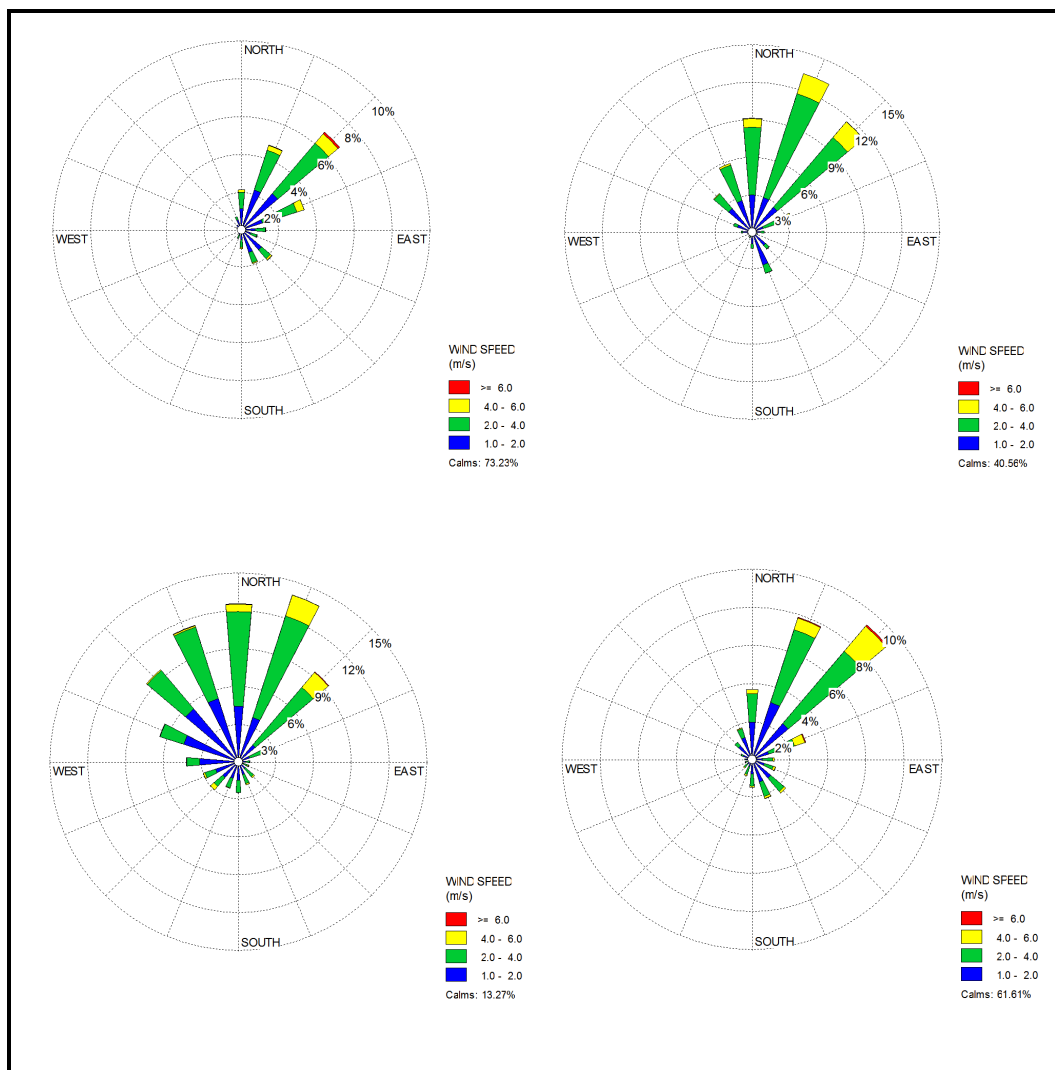 NORTH
10%
8%
6%
4%
2%
WEST
EAST
SOUTH
WIND SPEED
(m/s)
>= 6.0
4.0 - 6.0
2.0 - 4.0
1.0 - 2.0
Calms: 73.23%
NORTH
15%
12%
9%
6%
3%
WEST
EAST
SOUTH
WIND SPEED
(m/s)
>= 6.0
4.0 - 6.0
2.0 - 4.0
1.0 - 2.0
Calms: 40.56%
NORTH
15%
12%
9%
6%
3%
WEST
EAST
SOUTH
WIND SPEED
(m/s)
>= 6.0
4.0 - 6.0
2.0 - 4.0
1.0 - 2.0
Calms: 13.27%
NORTH
10%
8%
6%
4%
2%
WEST
EAST
SOUTH
WIND SPEED
(m/s)
>= 6.0
4.0 - 6.0
2.0 - 4.0
1.0 - 2.0
Calms: 61.61%